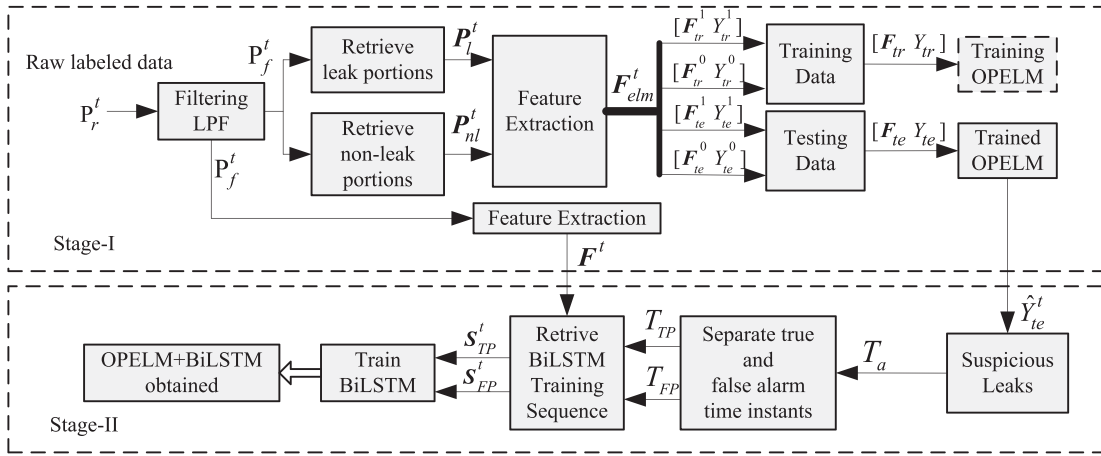 Raw labeled data
P_r^t
Filtering
LPF
P_f^t
P_f^t
Retrieve
leak portions
Retrieve
non-leak
portions
P_l^t
P_nl^t
Feature
Extraction
F_elm^t
[F_tr^1 Y_tr^1]
[F_tr^0 Y_tr^0]
[F_te^1 Y_te^1]
[F_te^0 Y_te^0]
Training
Data
Testing
Data
[F_tr Y_tr]
[F_te Y_te]
Training
OPELM
Trained
OPELM
Feature Extraction
Stage-I
F^t
Ŷ_te^t
OPELM+BiLSTM
obtained
Train
BiLSTM
s_TP^t
s_FP^t
Retrive
BiLSTM
Training
Sequence
T_TP
T_FP
Separate true
and
false alarm
time instants
T_a
Suspicious
Leaks
Stage-II